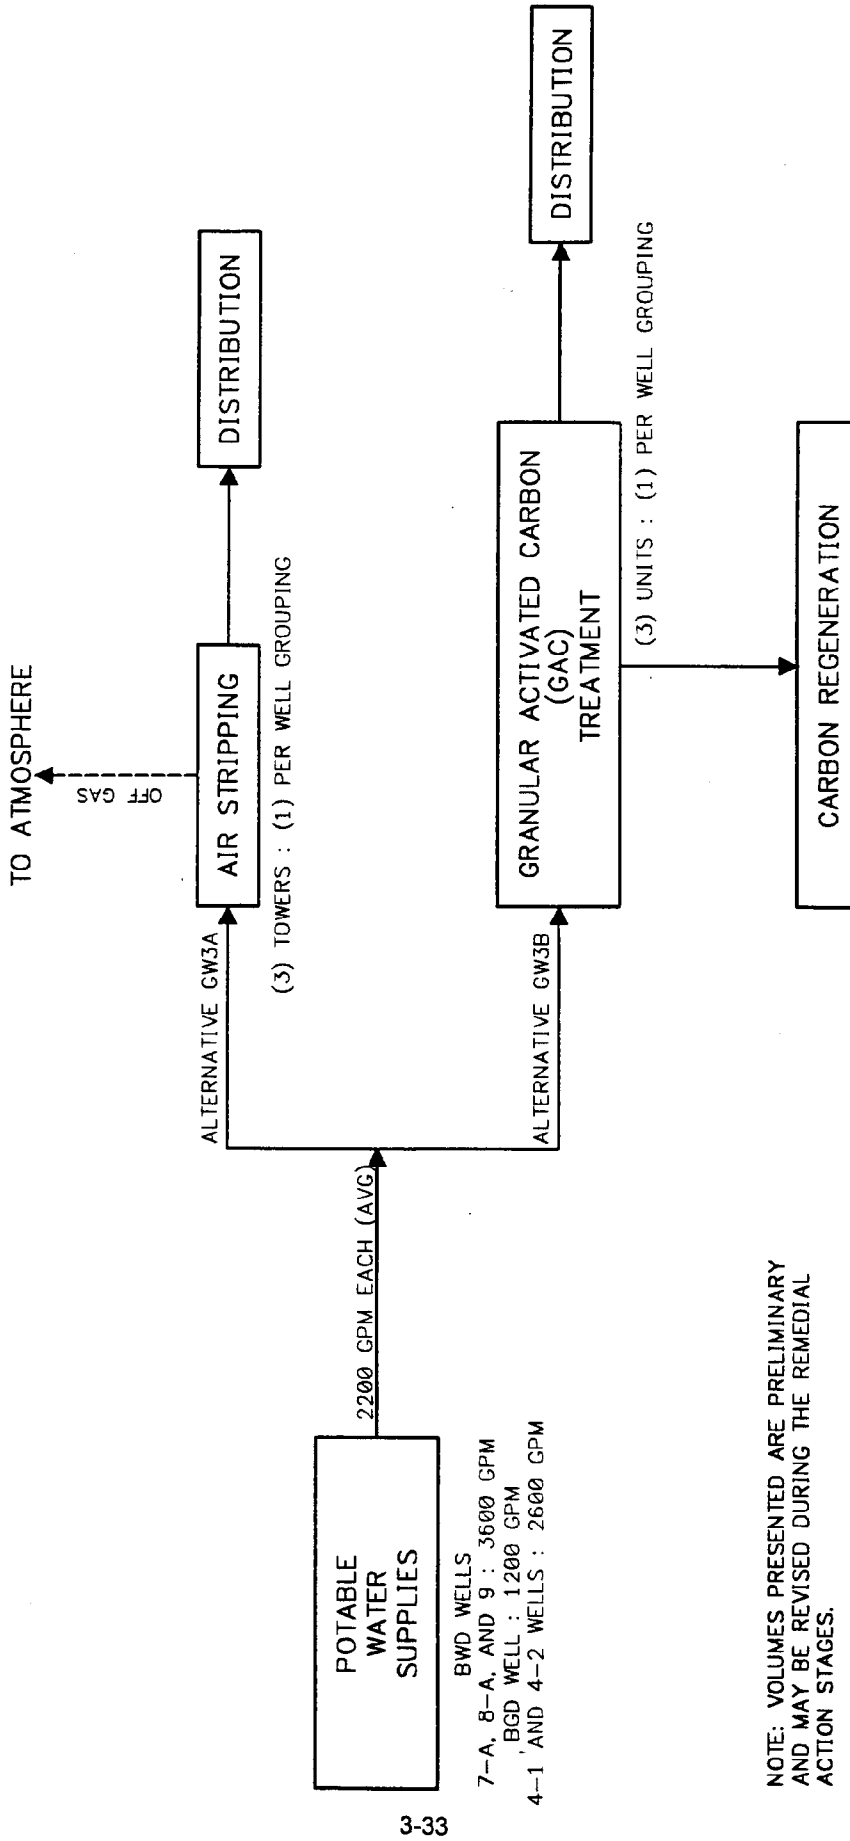 TO ATMOSPHERE
OFF GAS
ALTERNATIVE GW3A
AIR STRIPPING
DISTRIBUTION
(3) TOWERS : (1) PER WELL GROUPING
POTABLE
WATER
SUPPLIES
2200 GPM EACH (AVG)
BWD WELLS
7-A, 8-A, AND 9 : 3600 GPM
BGD WELL : 1200 GPM
4-1 AND 4-2 WELLS : 2600 GPM
ALTERNATIVE GW3B
GRANULAR ACTIVATED CARBON
(GAC)
TREATMENT
DISTRIBUTION
(3) UNITS : (1) PER WELL GROUPING
CARBON REGENERATION
NOTE: VOLUMES PRESENTED ARE PRELIMINARY
AND MAY BE REVISED DURING THE REMEDIAL
ACTION STAGES.
3-33